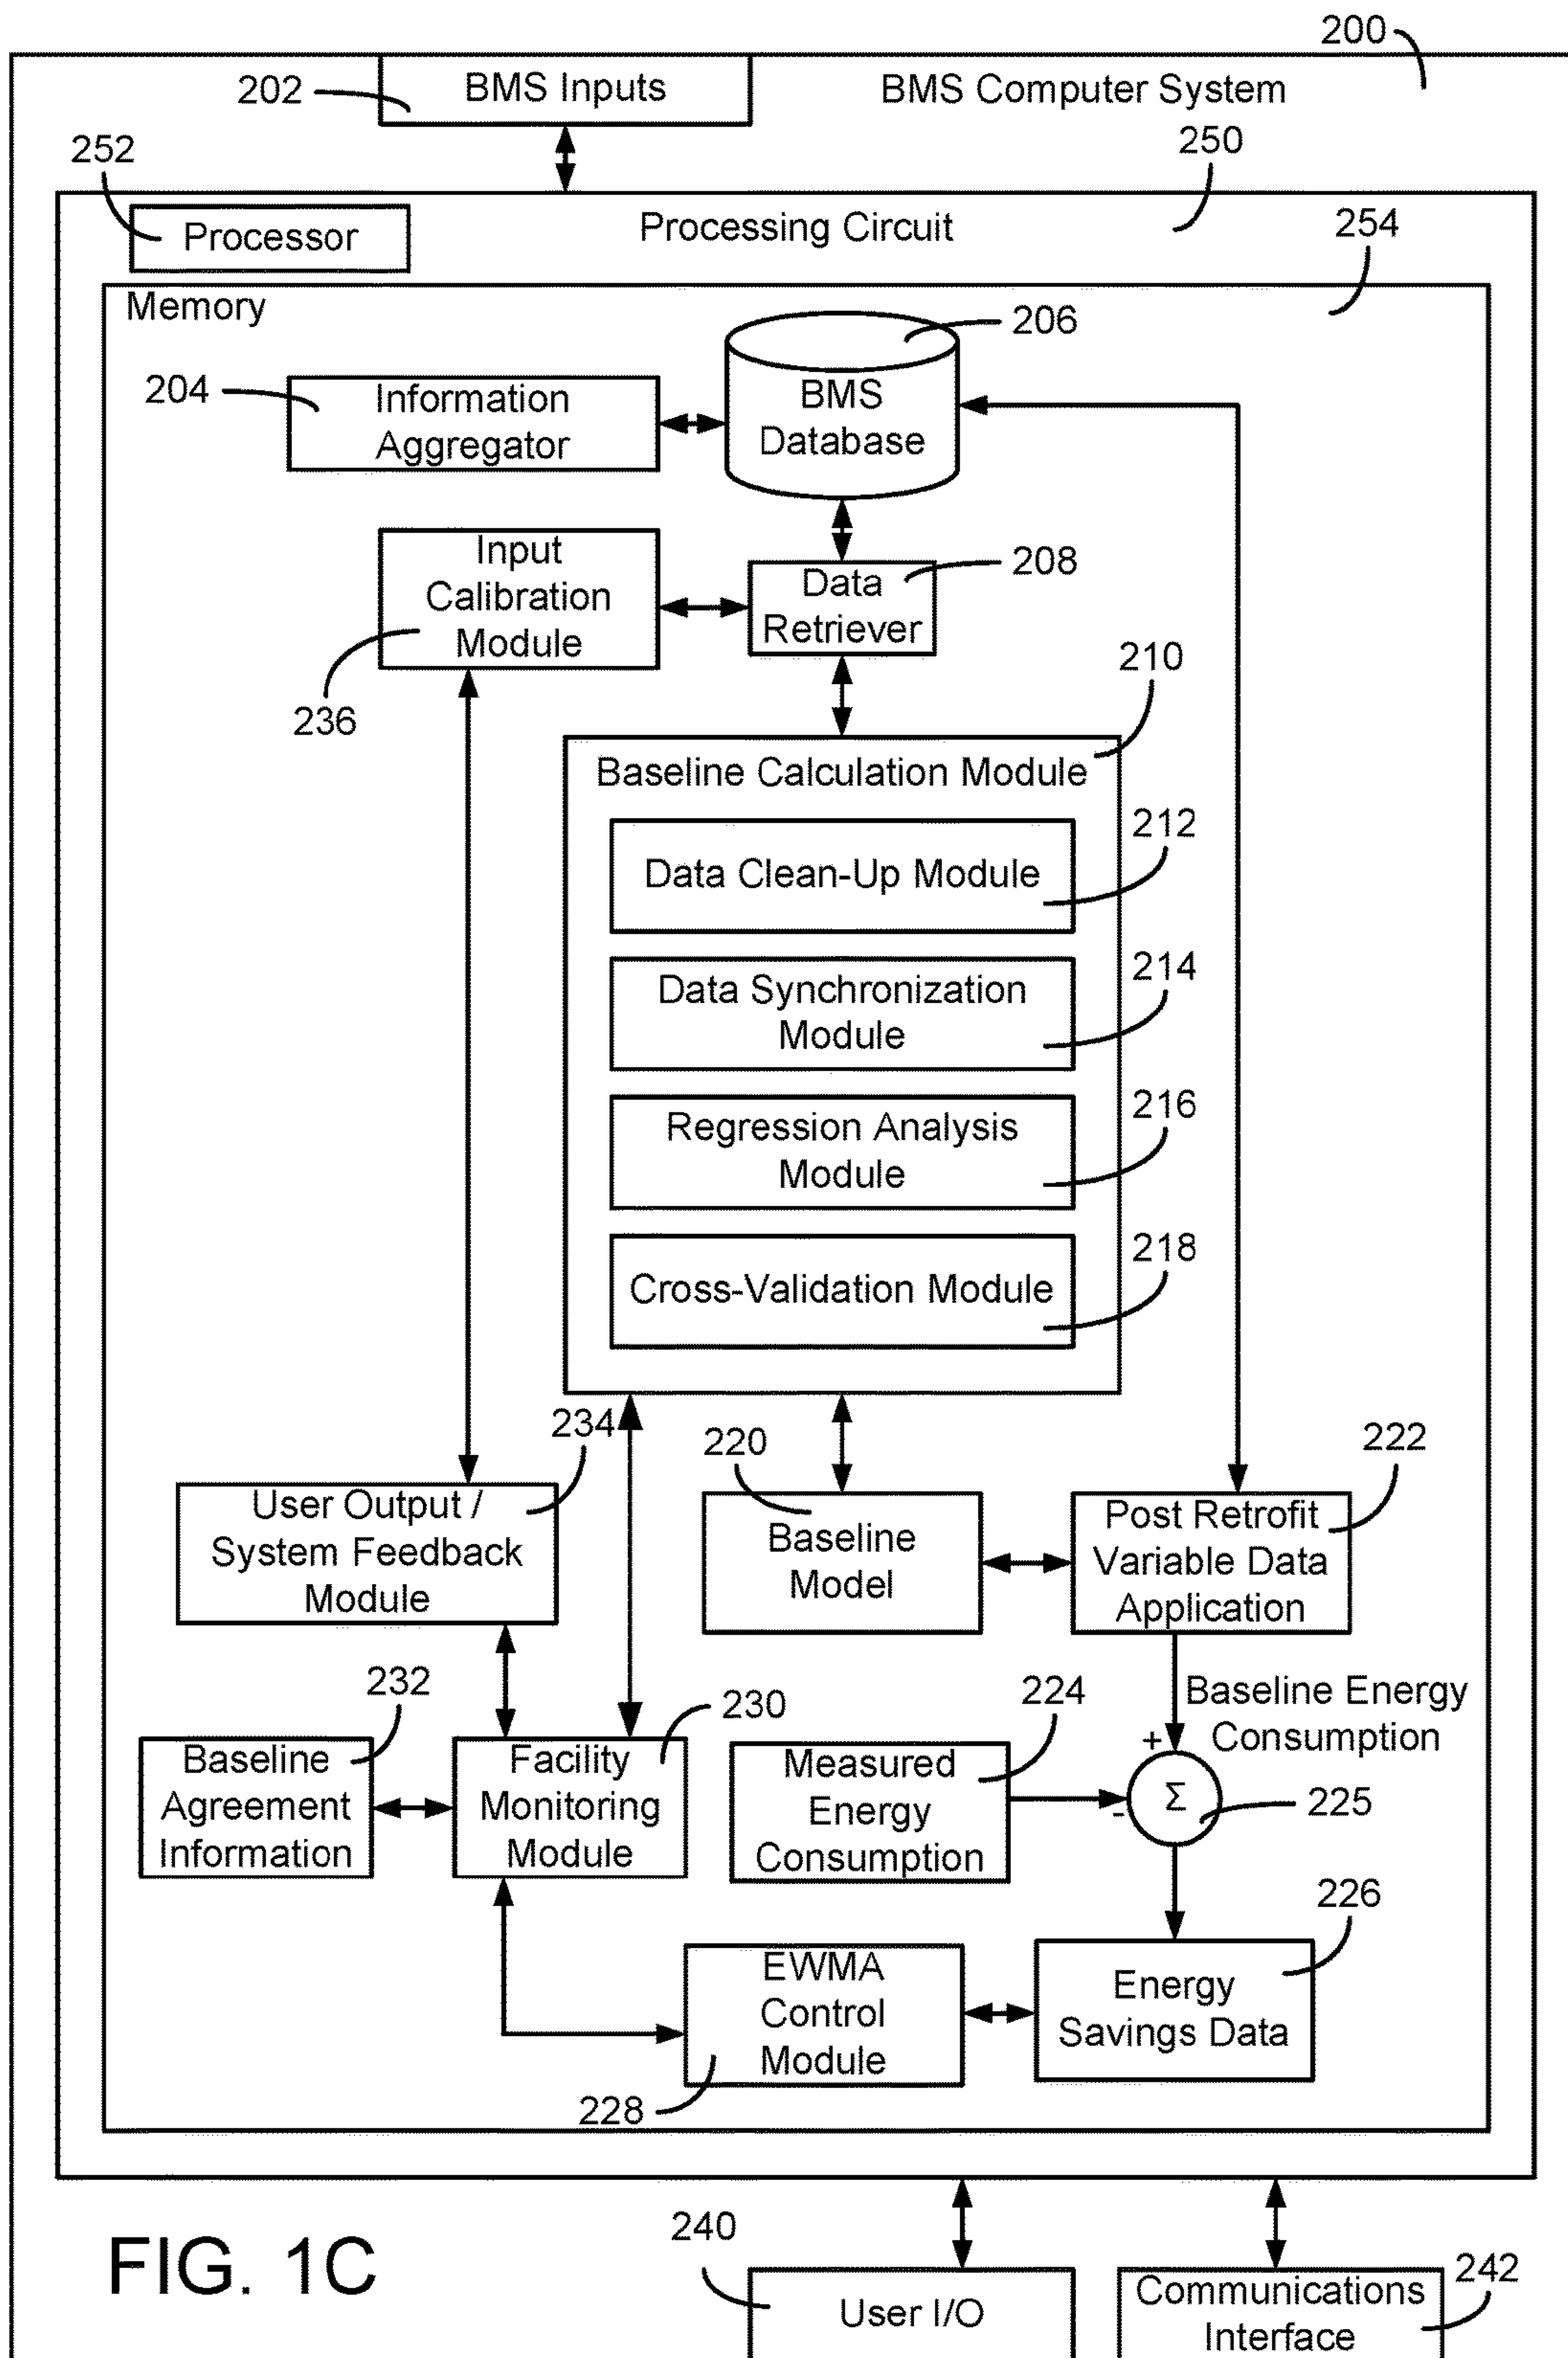 200
202
BMS Inputs
BMS Computer System
252
250
Processor
Processing Circuit
254
Memory
206
204
Information
Aggregator
BMS
Database
Input
Calibration
Module
208
Data
Retriever
236
210
Baseline Calculation Module
212
Data Clean-Up Module
214
Data Synchronization
Module
216
Regression Analysis
Module
218
Cross-Validation Module
234
220
222
User Output /
System Feedback
Module
Baseline
Model
Post Retrofit
Variable Data
Application
232
230
224
Baseline Energy
Consumption
Baseline
Agreement
Information
Facility
Monitoring
Module
Measured
Energy
Consumption
+
-
Σ
225
226
EWMA
Control
Module
Energy
Savings Data
228
FIG. 1C
240
User I/O
242
Communications
Interface